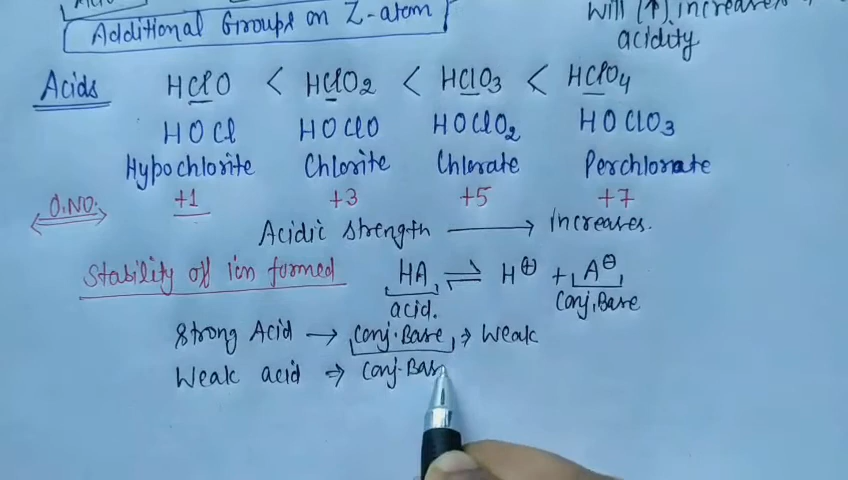 Additional Groups on Z-atom
will (↑) increases
acidity
Acids HClO < HClO2 < HClO3 < HClO4
HOCl HOClO HOClO2 HOClO3
Hypochlorite Chlorite Chlorate Perchlorate
O.NO. +1 +3 +5 +7
Acidic strength → increases.
Stability of ion formed HA ⇌ H⊕ + A⊖
acid. Conj. Base
Strong Acid → Conj. Base → Weak
Weak acid → Conj. Bas